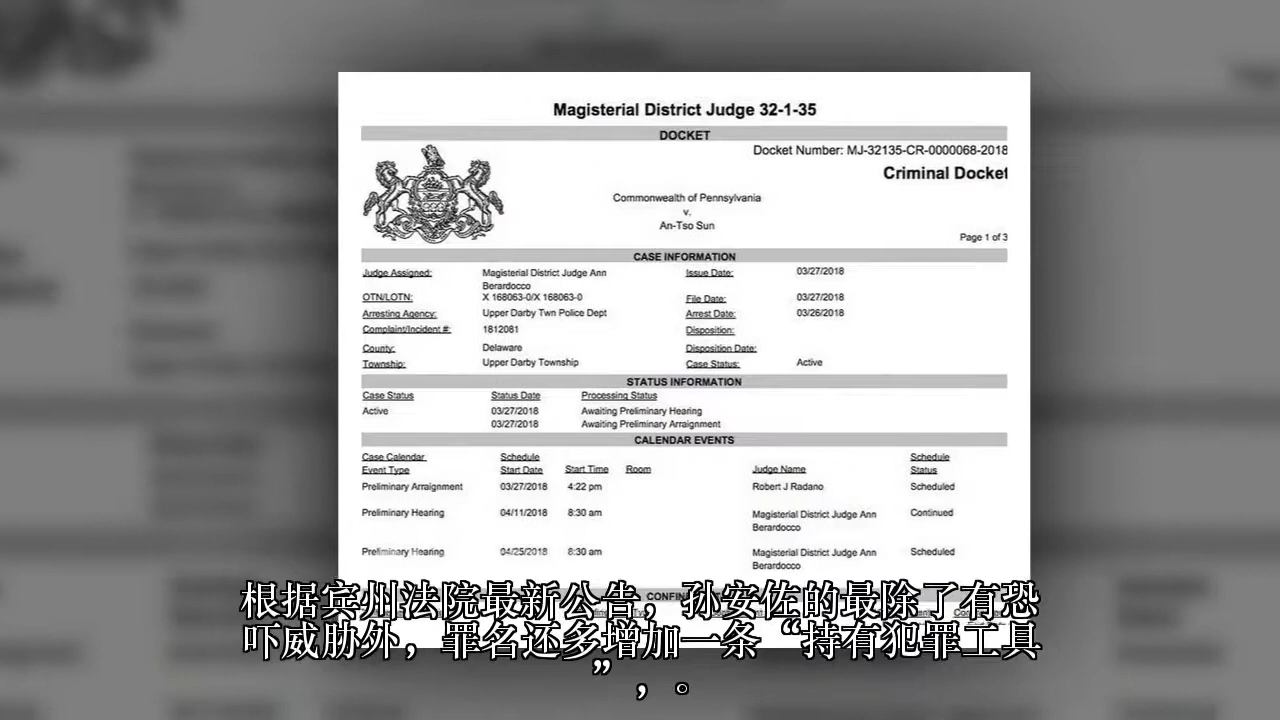 Magisterial District Judge 32-1-35
DOCKET
Docket Number: MJ-32135-CR-0000068-2018
Criminal Docket
Commonwealth of Pennsylvania
v.
An-Tso Sun
Page 1 of 3
CASE INFORMATION
Judge Assigned: Magisterial District Judge Ann Berardocco Issue Date: 03/27/2018
OTN/LOTN: X 168063-0/X 168063-0 File Date: 03/27/2018
Arresting Agency: Upper Darby Twn Police Dept Arrest Date: 03/26/2018
Complaint/Incident #: 1812081 Disposition:
County: Delaware Disposition Date:
Township: Upper Darby Township Case Status: Active
STATUS INFORMATION
Case Status Status Date Processing Status
Active 03/27/2018 Awaiting Preliminary Hearing
03/27/2018 Awaiting Preliminary Arraignment
CALENDAR EVENTS
Case Calendar Schedule Schedule
Event Type Start Date Start Time Room Judge Name Status
Preliminary Arraignment 03/27/2018 4:22 pm Robert J Radano Scheduled
Preliminary Hearing 04/11/2018 8:30 am Magisterial District Judge Ann Continued
Berardocco
Preliminary Hearing 04/25/2018 8:30 am Magisterial District Judge Ann Scheduled
Berardocco
根据宾州法院最新公告，孙安佐的最除了有恐
吓威胁外，罪名还多增加一条“持有犯罪工具
”，。